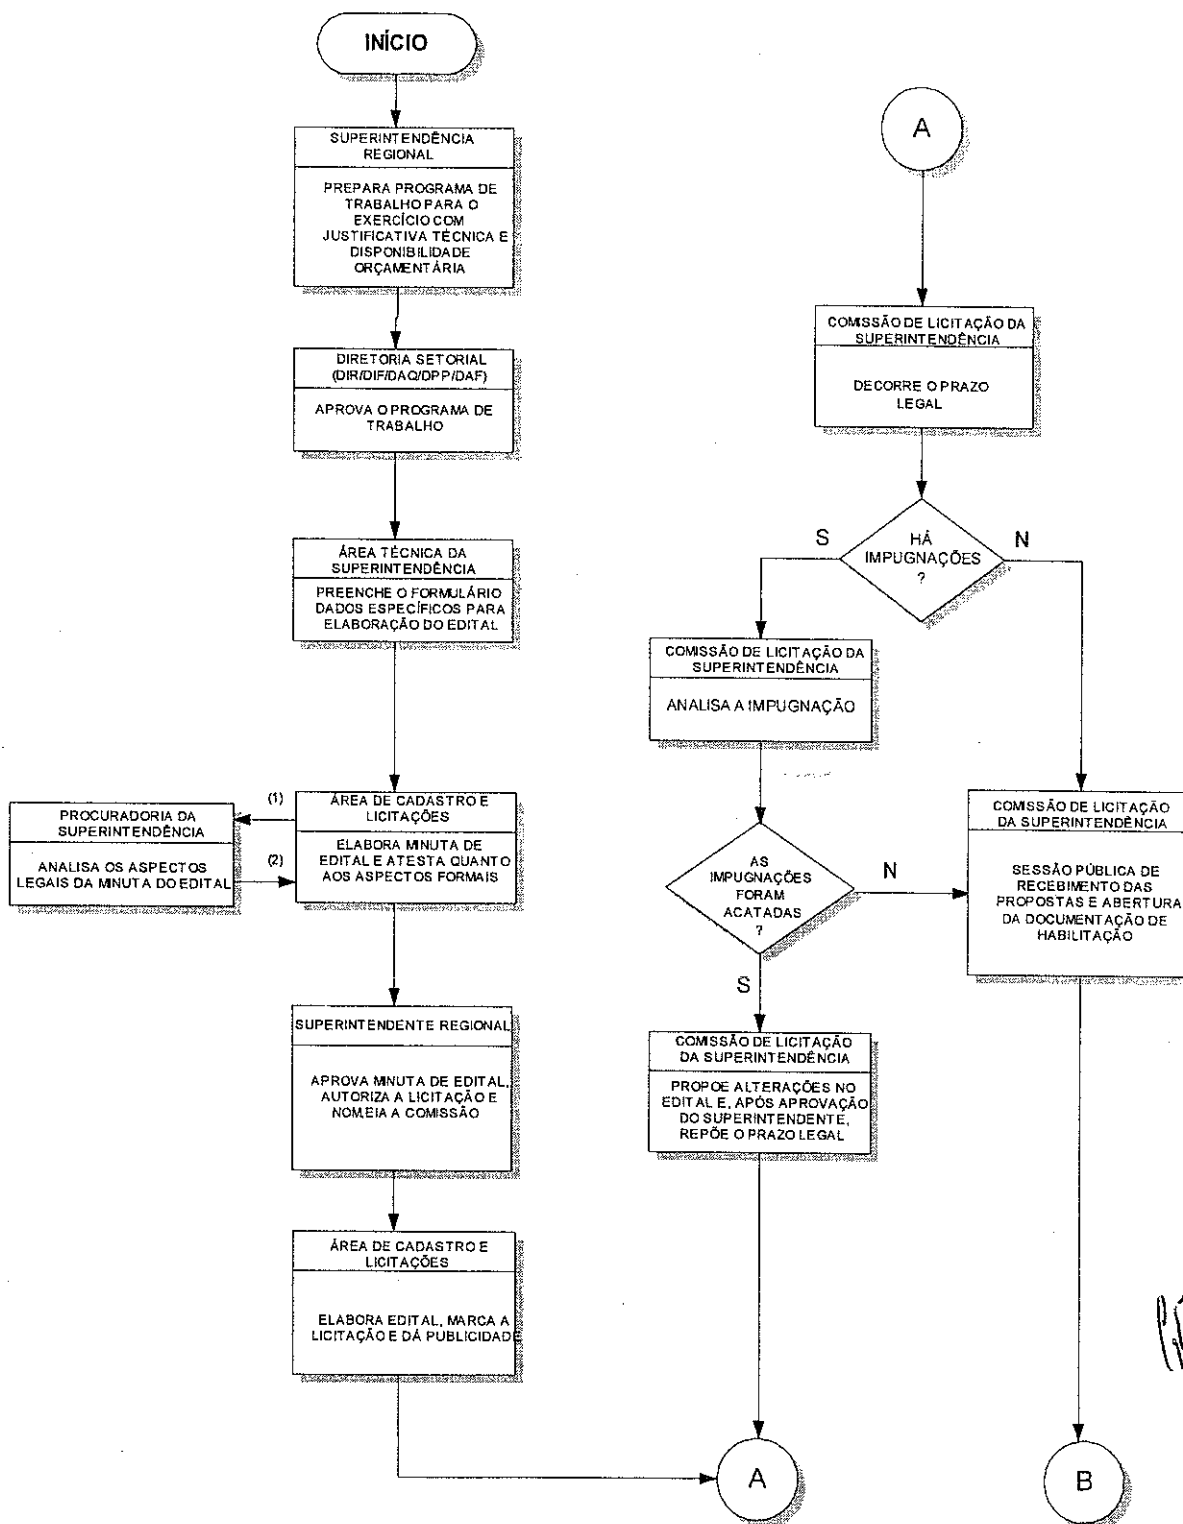 INÍCIO
SUPERINTENDÊNCIA
REGIONAL
PREPARA PROGRAMA DE
TRABALHO PARA O
EXERCÍCIO COM
JUSTIFICATIVA TÉCNICA E
DISPONIBILIDADE
ORÇAMENTÁRIA
DIRETORIA SETORIAL
(DIR/DIF/DAQ/DPP/DAF)
APROVA O PROGRAMA DE
TRABALHO
ÁREA TÉCNICA DA
SUPERINTENDÊNCIA
PREENCHE O FORMULÁRIO
DADOS ESPECÍFICOS PARA
ELABORAÇÃO DO EDITAL
(1)
(2)
PROCURADORIA DA
SUPERINTENDÊNCIA
ANALISA OS ASPECTOS
LEGAIS DA MINUTA DO EDITAL
ÁREA DE CADASTRO E
LICITAÇÕES
ELABORA MINUTA DE
EDITAL E ATESTA QUANTO
AOS ASPECTOS FORMAIS
SUPERINTENDENTE REGIONAL
APROVA MINUTA DE EDITAL,
AUTORIZA A LICITAÇÃO E
NOMEIA A COMISSÃO
ÁREA DE CADASTRO E
LICITAÇÕES
ELABORA EDITAL, MARCA A
LICITAÇÃO E DÁ PUBLICIDADE
A
COMISSÃO DE LICITAÇÃO DA
SUPERINTENDÊNCIA
DECORRE O PRAZO
LEGAL
S
HÁ
IMPUGNAÇÕES
?
N
COMISSÃO DE LICITAÇÃO DA
SUPERINTENDÊNCIA
ANALISA A IMPUGNAÇÃO
AS
IMPUGNAÇÕES
FORAM
ACATADAS
?
N
S
COMISSÃO DE LICITAÇÃO
DA SUPERINTENDÊNCIA
SESSÃO PÚBLICA DE
RECEBIMENTO DAS
PROPOSTAS E ABERTURA
DA DOCUMENTAÇÃO DE
HABILITAÇÃO
COMISSÃO DE LICITAÇÃO
DA SUPERINTENDÊNCIA
PROPOE ALTERAÇÕES NO
EDITAL E, APÓS APROVAÇÃO
DO SUPERINTENDENTE,
REPÕE O PRAZO LEGAL
A
B